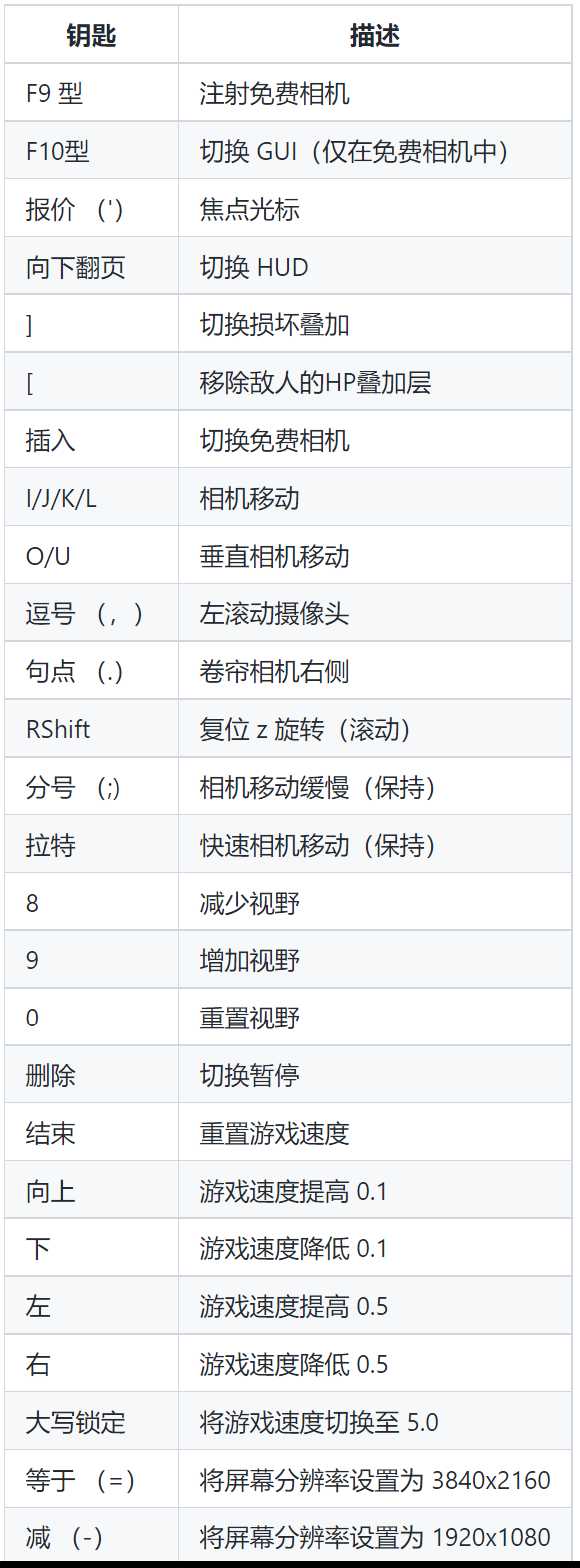 钥匙 描述
F9 型 注射免费相机
F10型 切换 GUI（仅在免费相机中）
报价 （'） 焦点光标
向下翻页 切换 HUD
] 切换损坏叠加
[ 移除敌人的HP叠加层
插入 切换免费相机
I/J/K/L 相机移动
O/U 垂直相机移动
逗号 （，） 左滚动摄像头
句点 （.） 卷帘相机右侧
RShift 复位 z 旋转（滚动）
分号 （;) 相机移动缓慢（保持）
拉特 快速相机移动（保持）
8 减少视野
9 增加视野
0 重置视野
删除 切换暂停
结束 重置游戏速度
向上 游戏速度提高 0.1
下 游戏速度降低 0.1
左 游戏速度提高 0.5
右 游戏速度降低 0.5
大写锁定 将游戏速度切换至 5.0
等于 （=） 将屏幕分辨率设置为 3840x2160
减 （-） 将屏幕分辨率设置为 1920x1080